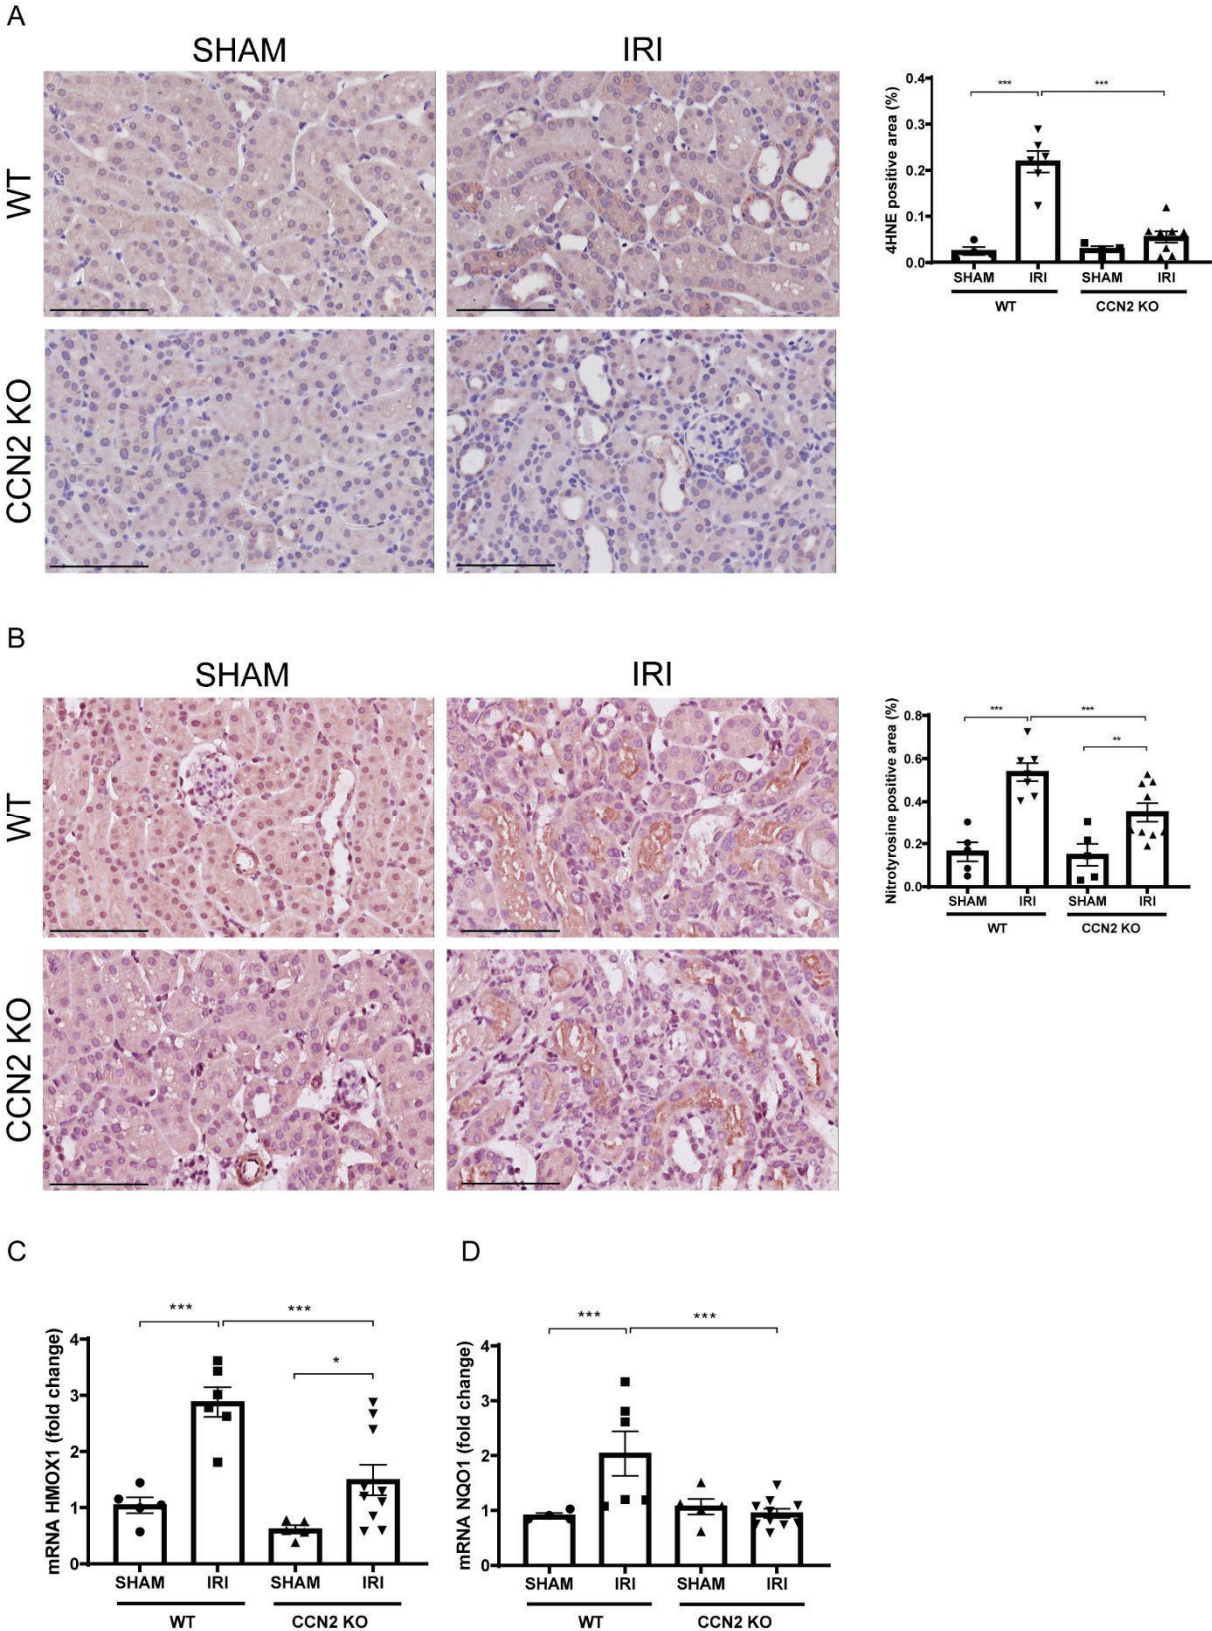 A
SHAM
IRI
WT
CCN2 KO
4HNE positive area (%)
0.4
0.3
0.2
0.1
0.0
***
***
SHAM
IRI
SHAM
IRI
WT
CCN2 KO
B
SHAM
IRI
WT
CCN2 KO
Nitrotyrosine positive area (%)
0.8
0.6
0.4
0.2
0.0
***
***
**
SHAM
IRI
SHAM
IRI
WT
CCN2 KO
C
mRNA HMOX1 (fold change)
4
3
2
1
0
***
***
*
SHAM
IRI
SHAM
IRI
WT
CCN2 KO
D
mRNA NQO1 (fold change)
4
3
2
1
0
***
***
SHAM
IRI
SHAM
IRI
WT
CCN2 KO